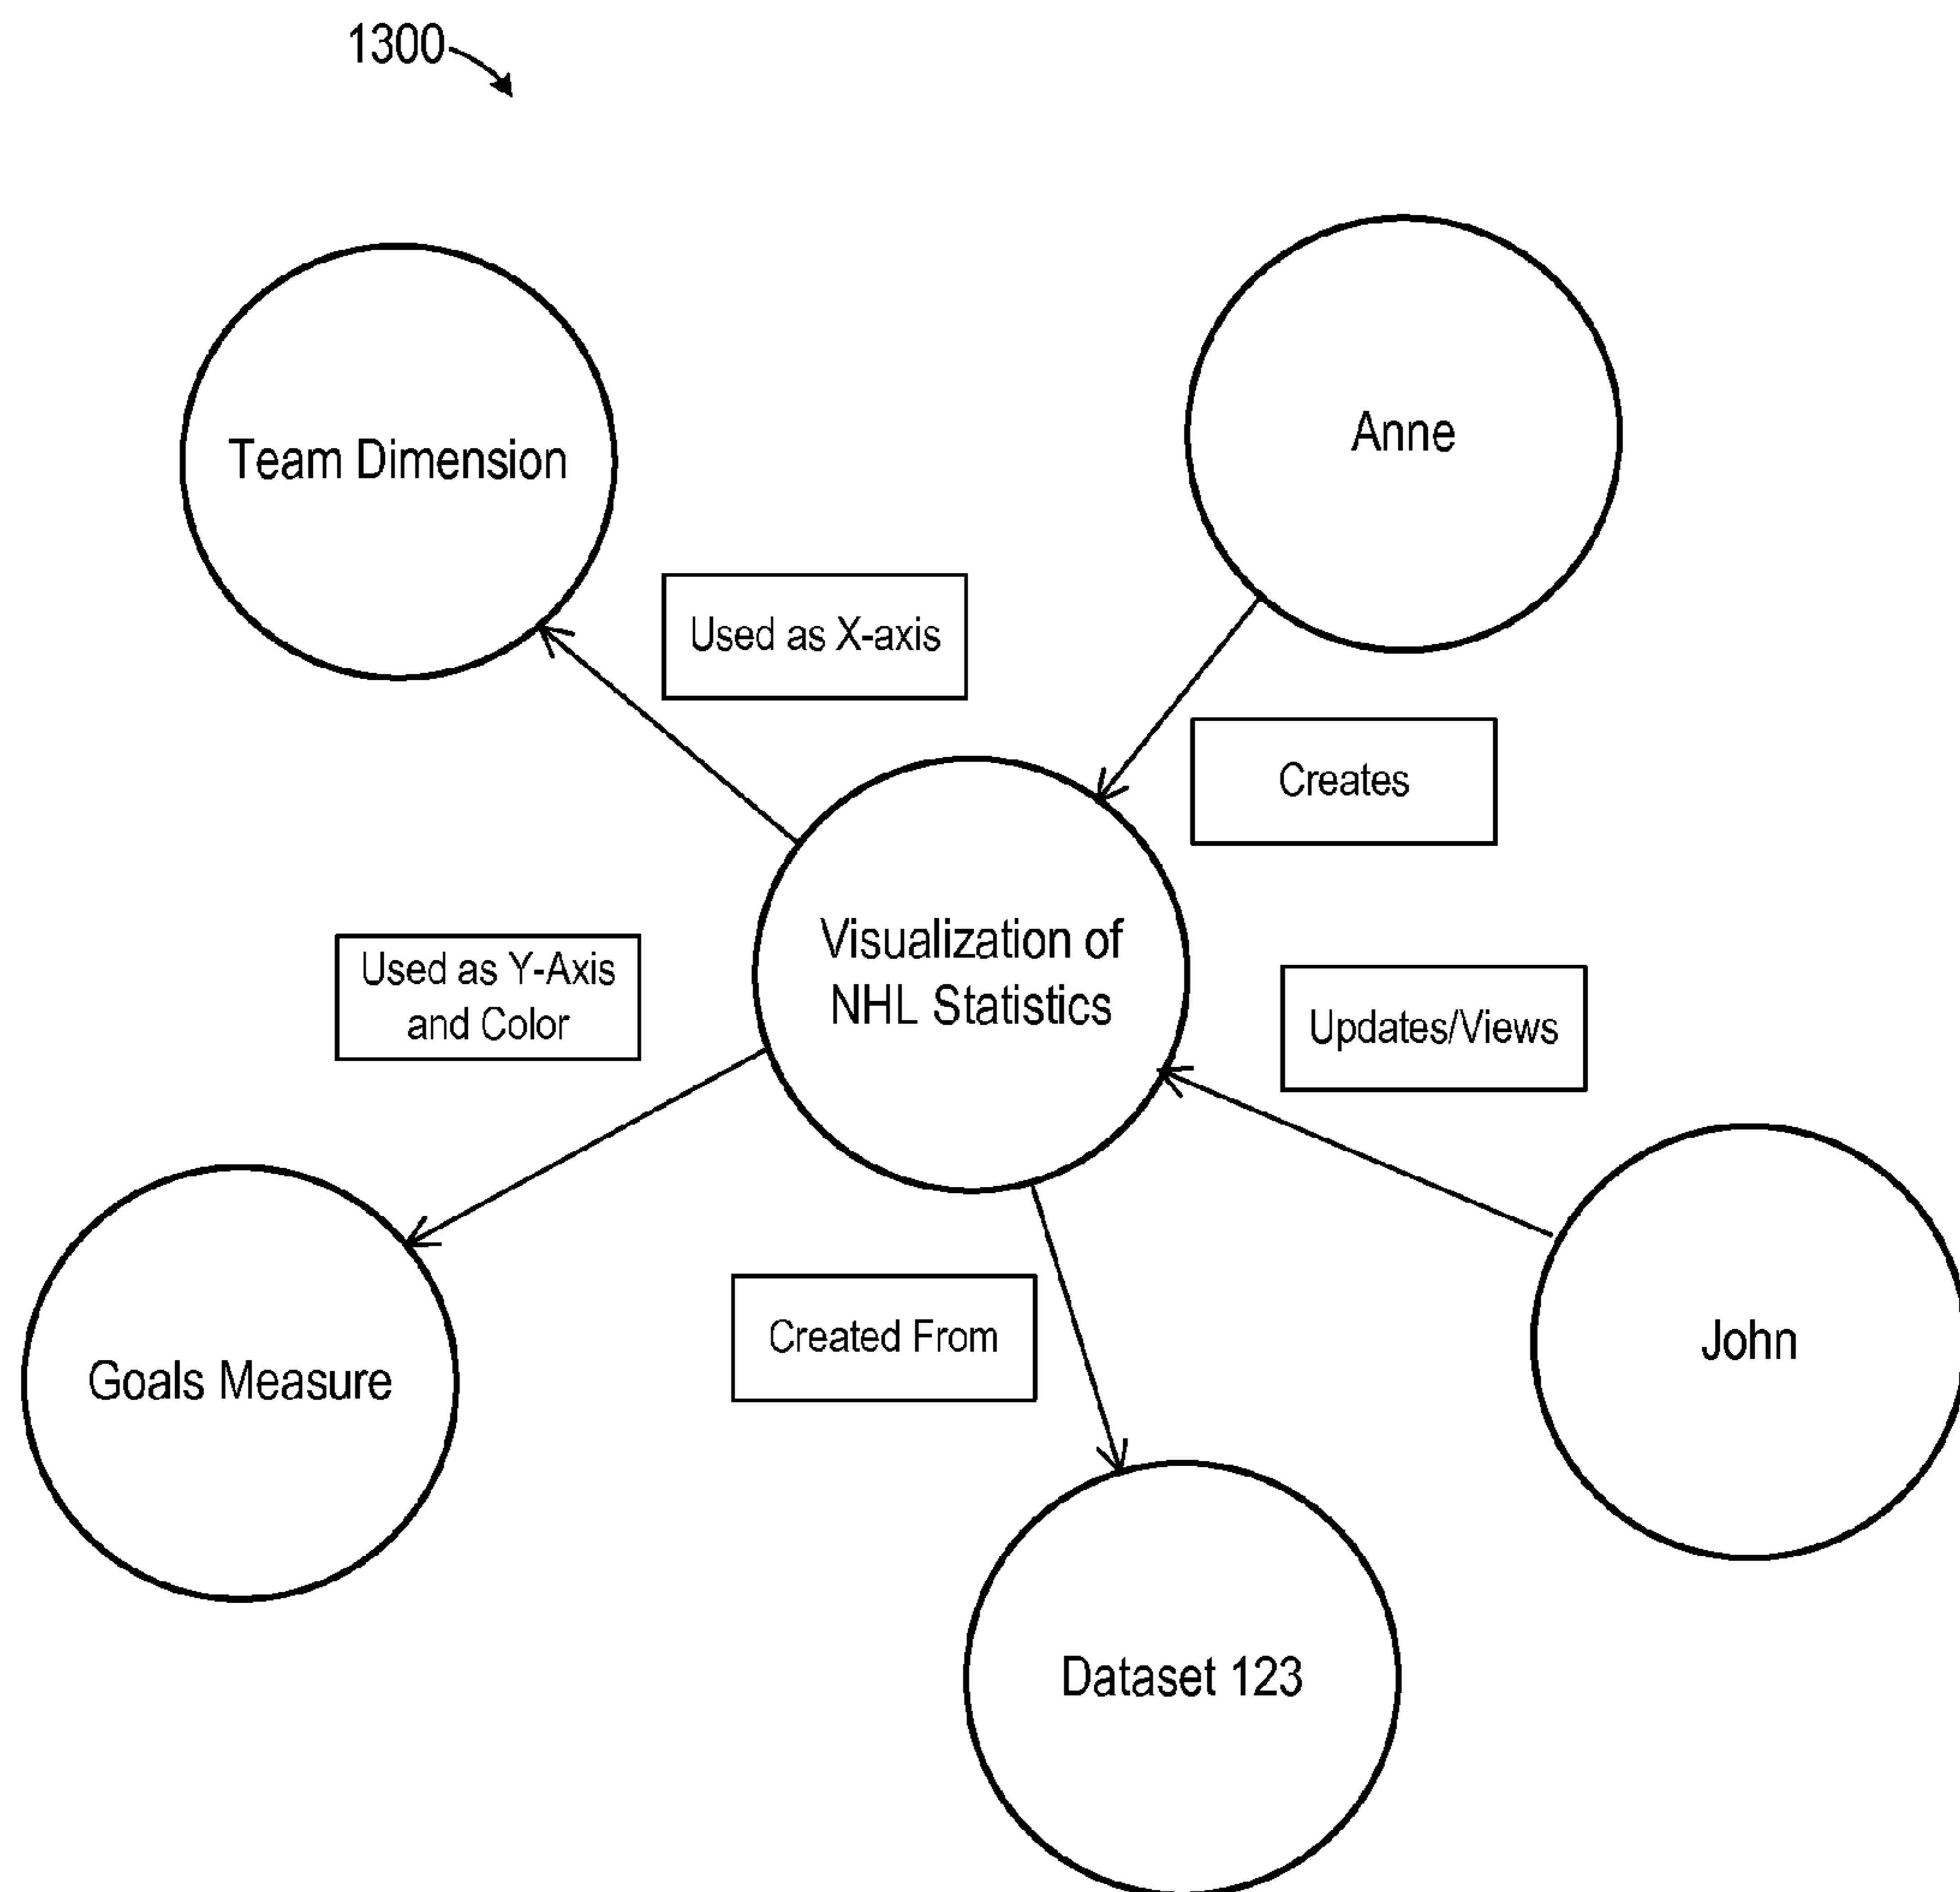 1300
Anne
Team Dimension
Used as X-axis
Creates
Visualization of
NHL Statistics
Used as Y-Axis
and Color
Updates/Views
Created From
John
Goals Measure
Dataset 123